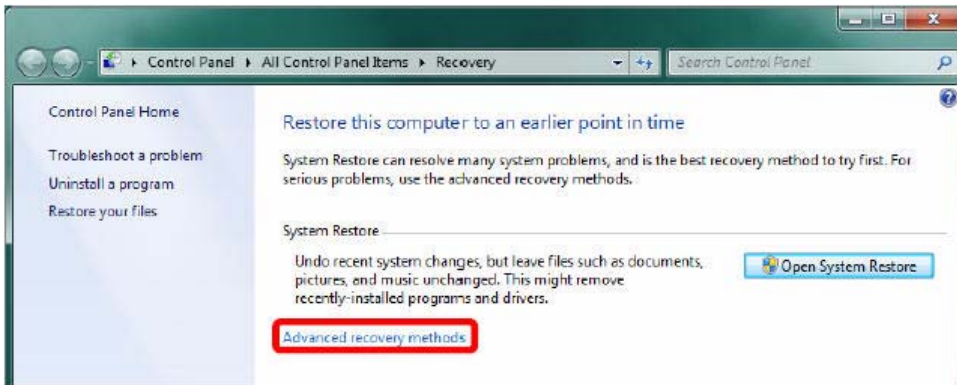 Control Panel ▸ All Control Panel Items ▸ Recovery
Search Control Panel
Control Panel Home
Troubleshoot a problem
Uninstall a program
Restore your files
Restore this computer to an earlier point in time
System Restore can resolve many system problems, and is the best recovery method to try first. For
serious problems, use the advanced recovery methods.
System Restore
Undo recent system changes, but leave files such as documents,
pictures, and music unchanged. This might remove
recently-installed programs and drivers.
Open System Restore
Advanced recovery methods